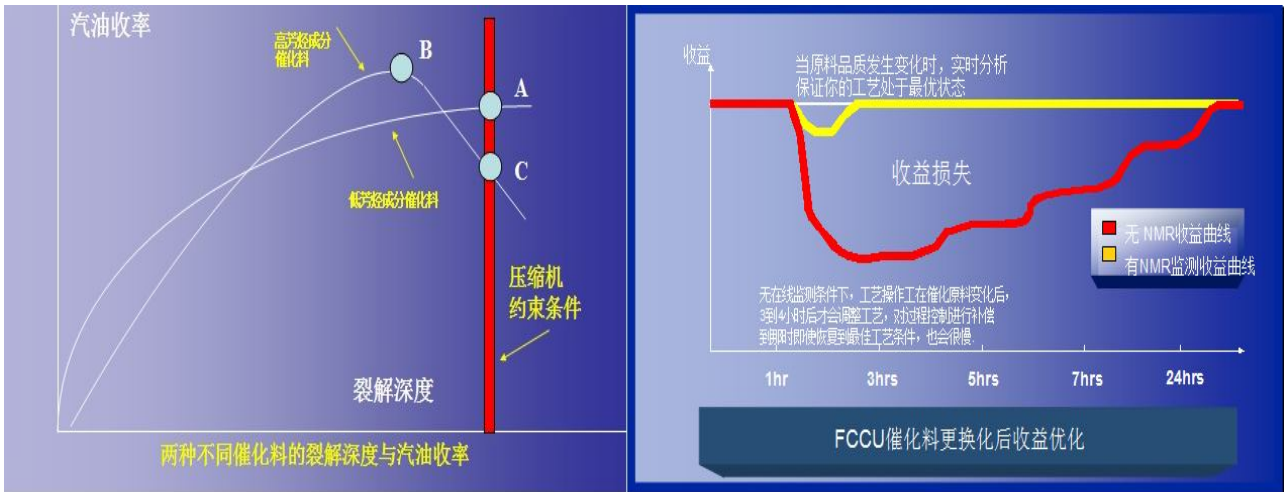 汽油收率
高芳烃成分
催化料
B
A
C
低芳烃成分催化料
压缩机
约束条件
裂解深度
两种不同催化料的裂解深度与汽油收率
收益
当原料品质发生变化时，实时分析
保证你的工艺处于最优状态
收益损失
无 NMR收益曲线
有NMR监测收益曲线
无在线监测条件下，工艺操作工在催化原料变化后，
3到4小时后才会调整工艺，对过程控制进行补偿
即使恢复到最佳工艺条件，也会很慢.
1hr
3hrs
5hrs
7hrs
24hrs
FCCU催化料更换化后收益优化